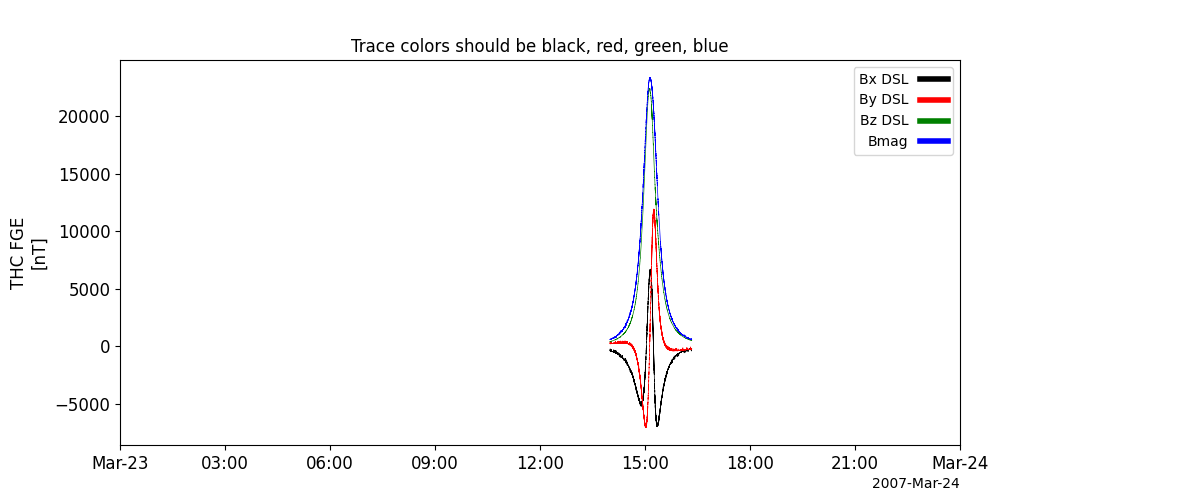 Trace colors should be black, red, green, blue
THC FGE
[nT]
20000
15000
10000
5000
0
−5000
Bx DSL
By DSL
Bz DSL
Bmag
Mar-23 03:00 06:00 09:00 12:00 15:00 18:00 21:00 Mar-24
2007-Mar-24